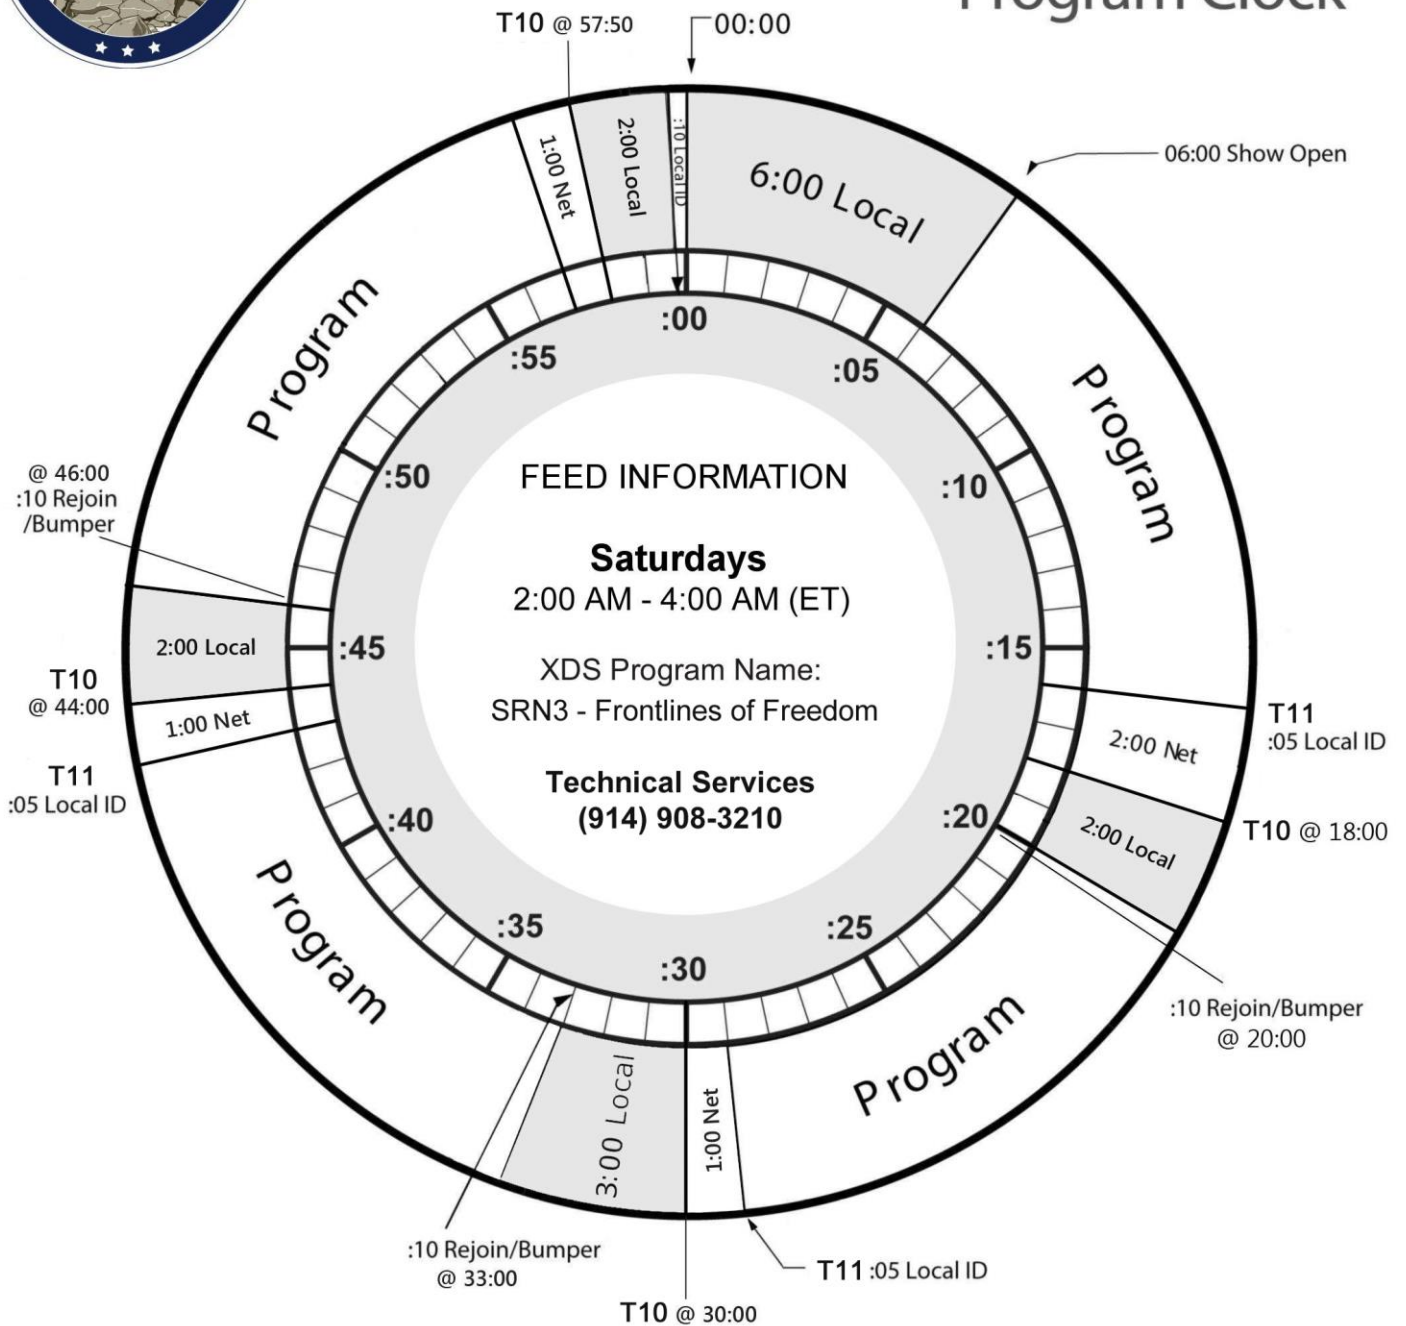 Program Clock
T10 @ 57:50
00:00
06:00 Show Open
1:00 Net
2:00 Local
:10 Local ID
6:00 Local
Program
Program
:00
:05
:10
:15
:20
:25
:30
:35
:40
:45
:50
:55
FEED INFORMATION
Saturdays
2:00 AM - 4:00 AM (ET)
XDS Program Name:
SRN3 - Frontlines of Freedom
Technical Services
(914) 908-3210
@ 46:00
:10 Rejoin
/Bumper
2:00 Local
T10
@ 44:00
1:00 Net
T11
:05 Local ID
T11
:05 Local ID
2:00 Net
2:00 Local
T10 @ 18:00
:10 Rejoin/Bumper
@ 20:00
Program
Program
3:00 Local
1:00 Net
:10 Rejoin/Bumper
@ 33:00
T11 :05 Local ID
T10 @ 30:00